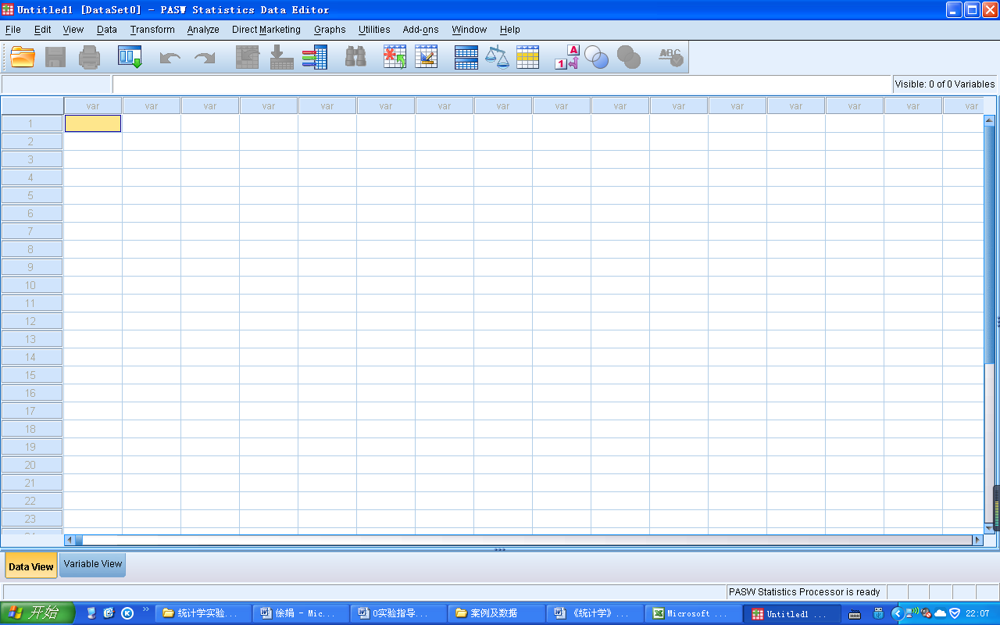 Untitled1 [DataSet0] - PASW Statistics Data Editor
File Edit View Data Transform Analyze Direct Marketing Graphs Utilities Add-ons Window Help
1 A ABC
Visible: 0 of 0 Variables
var var var var var var var var var var var var var var var var
1
2
3
4
5
6
7
8
9
10
11
12
13
14
15
16
17
18
19
20
21
22
23
Data View Variable View
PASW Statistics Processor is ready
开始 统计学实验... 徐娟 - Mic... 0实验指导... 案例及数据 《统计学》... Microsoft ... Untitled1 ... 22:07